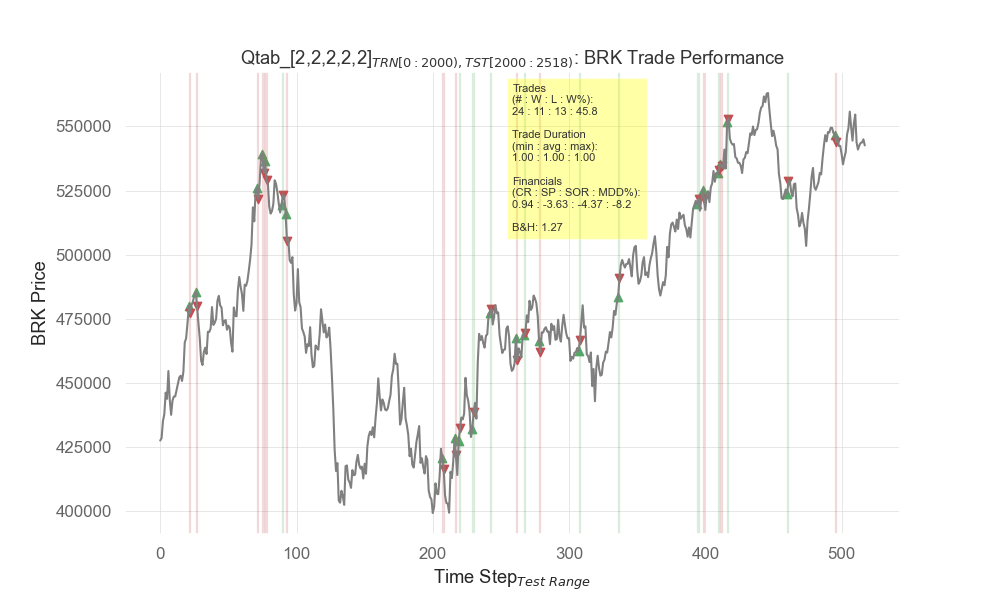 Qtab_[2,2,2,2,2]TRN[0 : 2000), TST[2000 : 2518) : BRK Trade Performance
Trades
(# : W : L : W%):
24 : 11 : 13 : 45.8
Trade Duration
(min : avg : max):
1.00 : 1.00 : 1.00
Financials
(CR : SP : SOR : MDD%):
0.94 : -3.63 : -4.37 : -8.2
B&H: 1.27
BRK Price
550000
525000
500000
475000
450000
425000
400000
0 100 200 300 400 500
Time StepTest Range